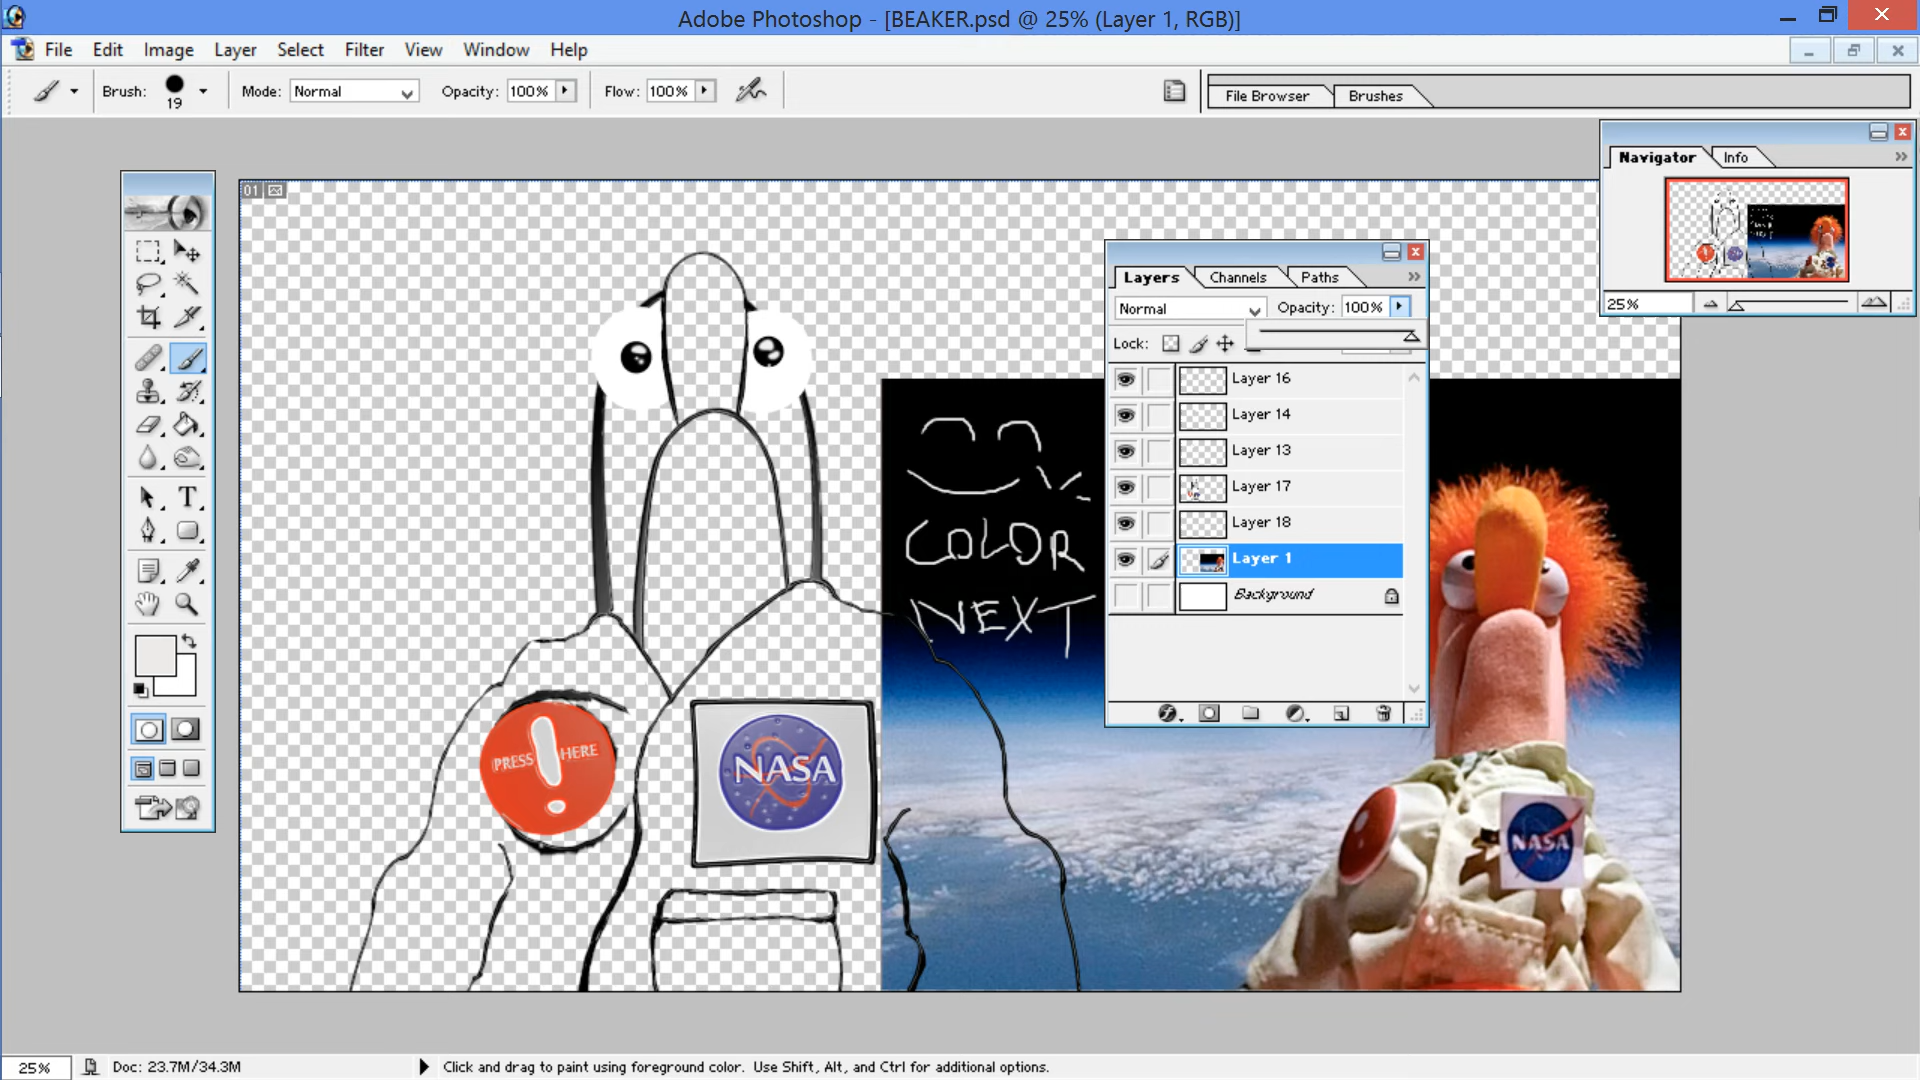 Adobe Photoshop - [BEAKER.psd @ 25% (Layer 1, RGB)]
File Edit Image Layer Select Filter View Window Help
Brush: 19 Mode: Normal Opacity: 100% Flow: 100% File Browser Brushes
Navigator Info
25%
01
Layers Channels Paths
Normal Opacity: 100%
Lock:
Layer 16
Layer 14
Layer 13
Layer 17
Layer 18
Layer 1
Background
COLOR
NEXT
PRESS HERE
NASA
NASA
25% Doc: 23.7M/34.3M Click and drag to paint using foreground color. Use Shift, Alt, and Ctrl for additional options.